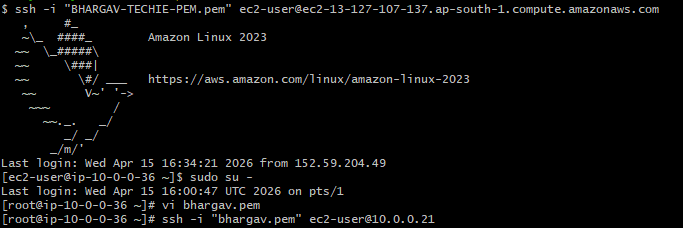 $ ssh -i "BHARGAV-TECHIE-PEM.pem" ec2-user@ec2-13-127-107-137.ap-south-1.compute.amazonaws.com
   ,     #_
   ~\_  ####_        Amazon Linux 2023
  ~~  \_#####\
  ~~     \###|
  ~~       \#/ ___   https://aws.amazon.com/linux/amazon-linux-2023
   ~~       V~' '->
    ~~~         /
      ~~._.   _/
         _/ _/
       _/m/'
Last login: Wed Apr 15 16:34:21 2026 from 152.59.204.49
[ec2-user@ip-10-0-0-36 ~]$ sudo su -
Last login: Wed Apr 15 16:00:47 UTC 2026 on pts/1
[root@ip-10-0-0-36 ~]# vi bhargav.pem
[root@ip-10-0-0-36 ~]# ssh -i "bhargav.pem" ec2-user@10.0.0.21